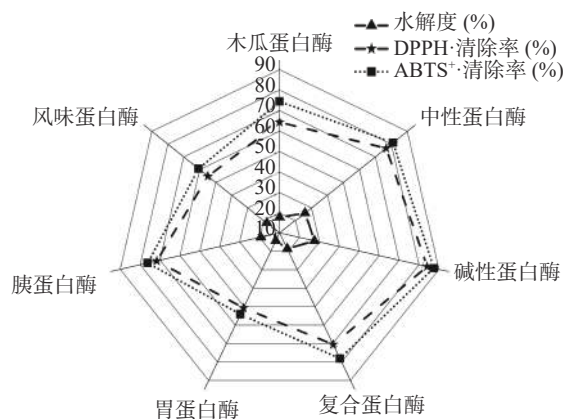 水解度 (%)
DPPH·清除率 (%)
ABTS⁺·清除率 (%)
木瓜蛋白酶
90
80
70
60
50
40
30
20
10
0
中性蛋白酶
碱性蛋白酶
复合蛋白酶
胃蛋白酶
胰蛋白酶
风味蛋白酶